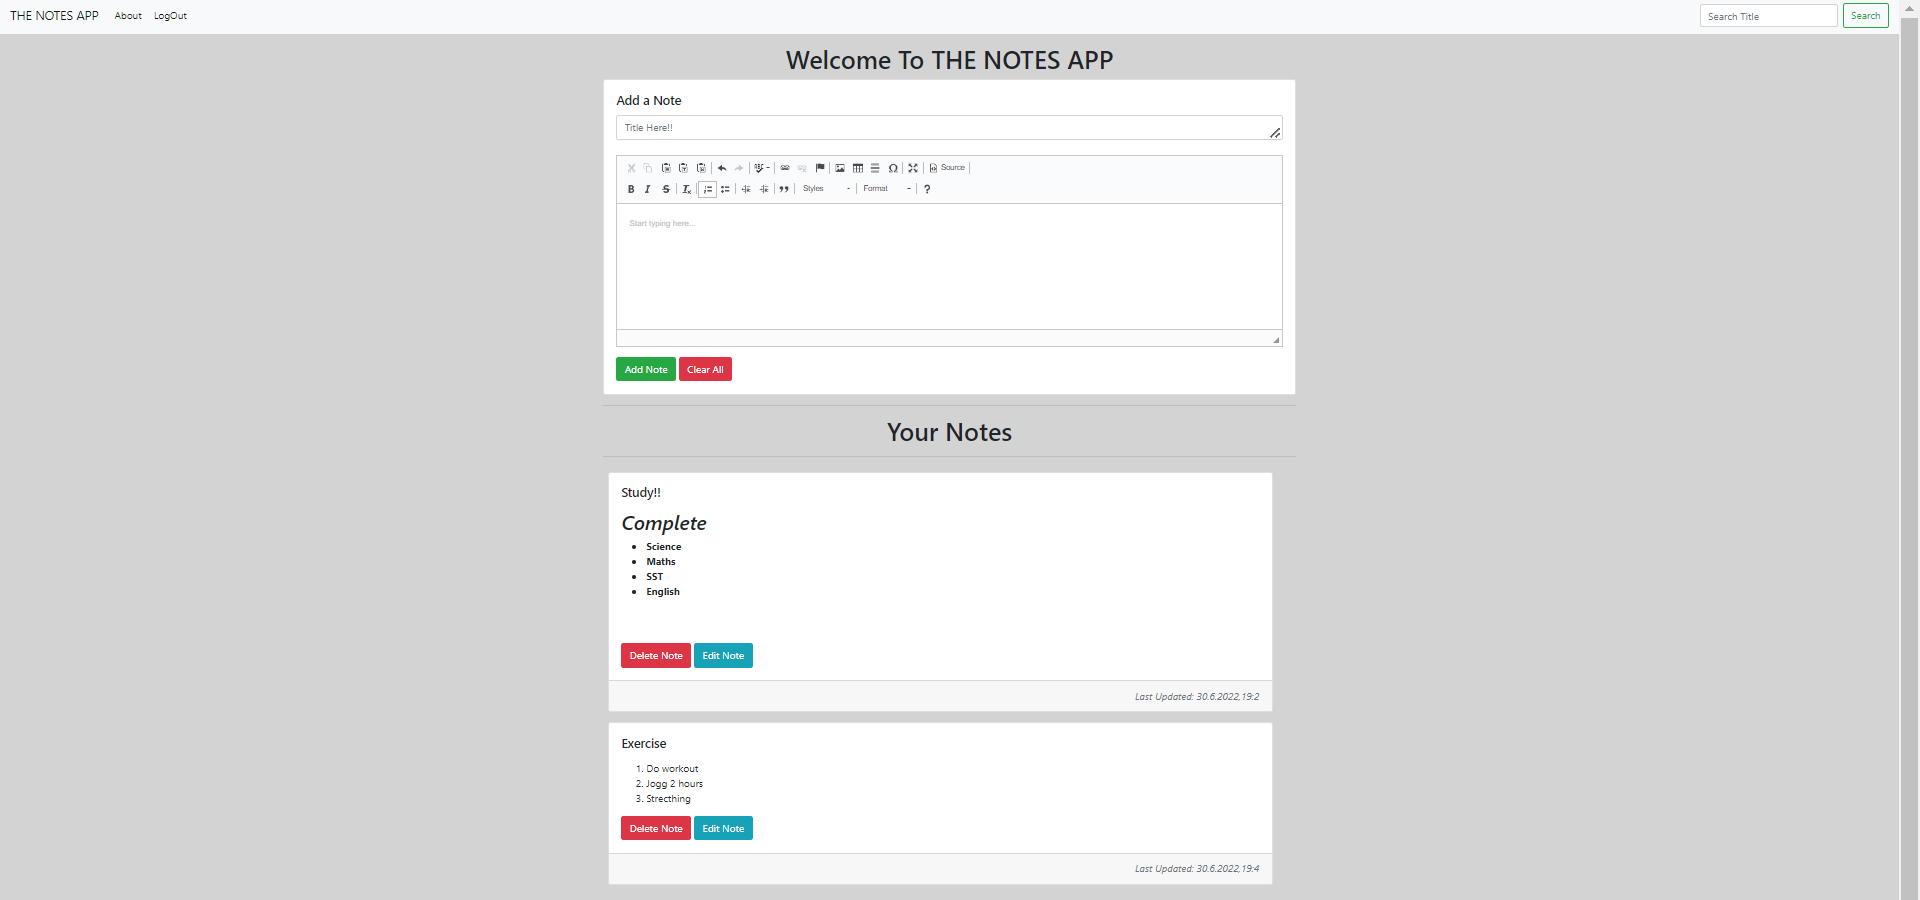 THE NOTES APP About LogOut Search Title Search
Welcome To THE NOTES APP
Add a Note
Title Here!!
Source
B I S Styles Format ?
Start typing here...
Add Note Clear All
Your Notes
Study!!
Complete
• Science
• Maths
• SST
• English
Delete Note Edit Note
Last Updated: 30.6.2022,19:2
Exercise
1. Do workout
2. Jogg 2 hours
3. Strecthing
Delete Note Edit Note
Last Updated: 30.6.2022,19:4